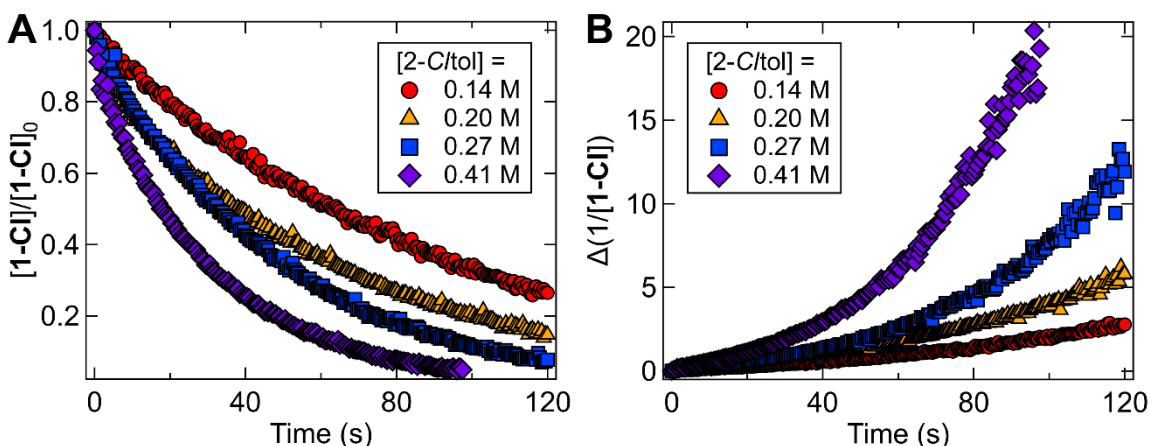 A
[1-Cl]/[1-Cl]₀
1.0
0.8
0.6
0.4
0.2
0
40
80
120
Time (s)
[2-Cltol] =
0.14 M
0.20 M
0.27 M
0.41 M
B
Δ(1/[1-Cl])
20
15
10
5
0
0
40
80
120
Time (s)
[2-Cltol] =
0.14 M
0.20 M
0.27 M
0.41 M